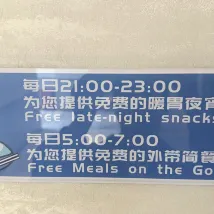 每日21:00-23:00
为您提供免费的暖胃夜宵
Free late-night snacks
每日5:00-7:00
为您提供免费的外带简餐
Free Meals on the Go